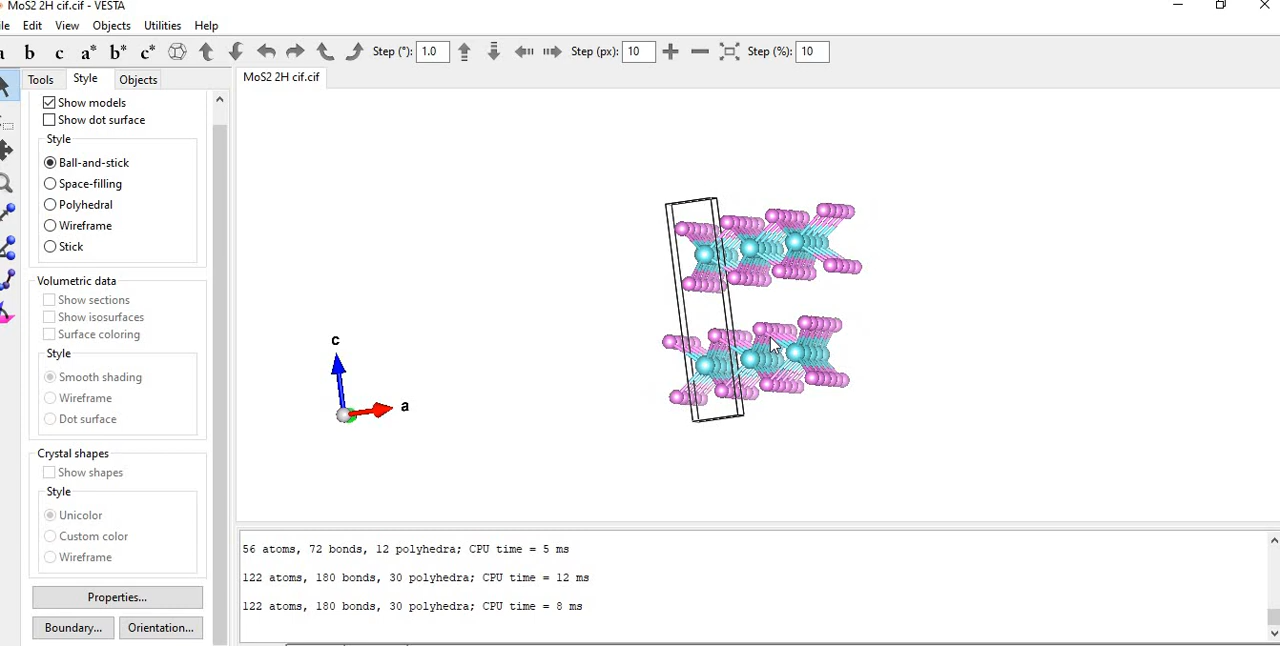 MoS2 2H cif.cif - VESTA
Edit View Objects Utilities Help
a b c a* b* c* Step (°): 1.0 Step (px): 10 Step (%): 10
Tools Style Objects
MoS2 2H cif.cif
Show models
Show dot surface
Style
Ball-and-stick
Space-filling
Polyhedral
Wireframe
Stick
Volumetric data
Show sections
Show isosurfaces
Surface coloring
Style
Smooth shading
Wireframe
Dot surface
Crystal shapes
Show shapes
Style
Unicolor
Custom color
Wireframe
Properties...
Boundary... Orientation...
c
a
56 atoms, 72 bonds, 12 polyhedra; CPU time = 5 ms
122 atoms, 180 bonds, 30 polyhedra; CPU time = 12 ms
122 atoms, 180 bonds, 30 polyhedra; CPU time = 8 ms